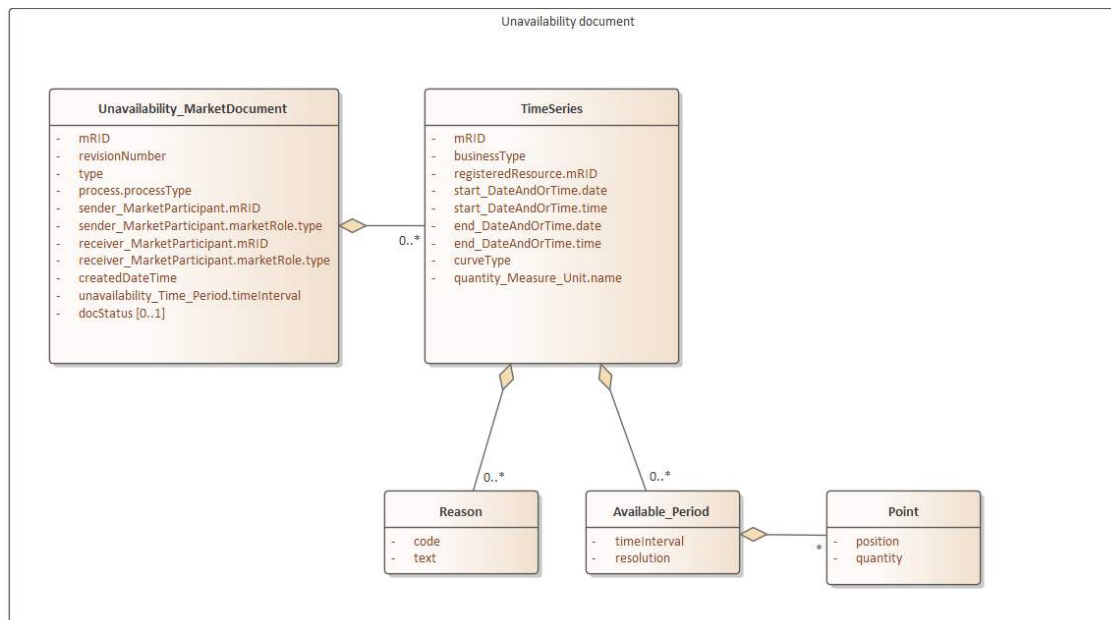 Unavailability document
Unavailability_MarketDocument
- mRID
- revisionNumber
- type
- process.processType
- sender_MarketParticipant.mRID
- sender_MarketParticipant.marketRole.type
- receiver_MarketParticipant.mRID
- receiver_MarketParticipant.marketRole.type
- createdDateTime
- unavailability_Time_Period.timeInterval
- docStatus [0..1]
0..*
TimeSeries
- mRID
- businessType
- registeredResource.mRID
- start_DateAndOrTime.date
- start_DateAndOrTime.time
- end_DateAndOrTime.date
- end_DateAndOrTime.time
- curveType
- quantity_Measure_Unit.name
0..*
0..*
Reason
- code
- text
Available_Period
- timeInterval
- resolution
*
Point
- position
- quantity